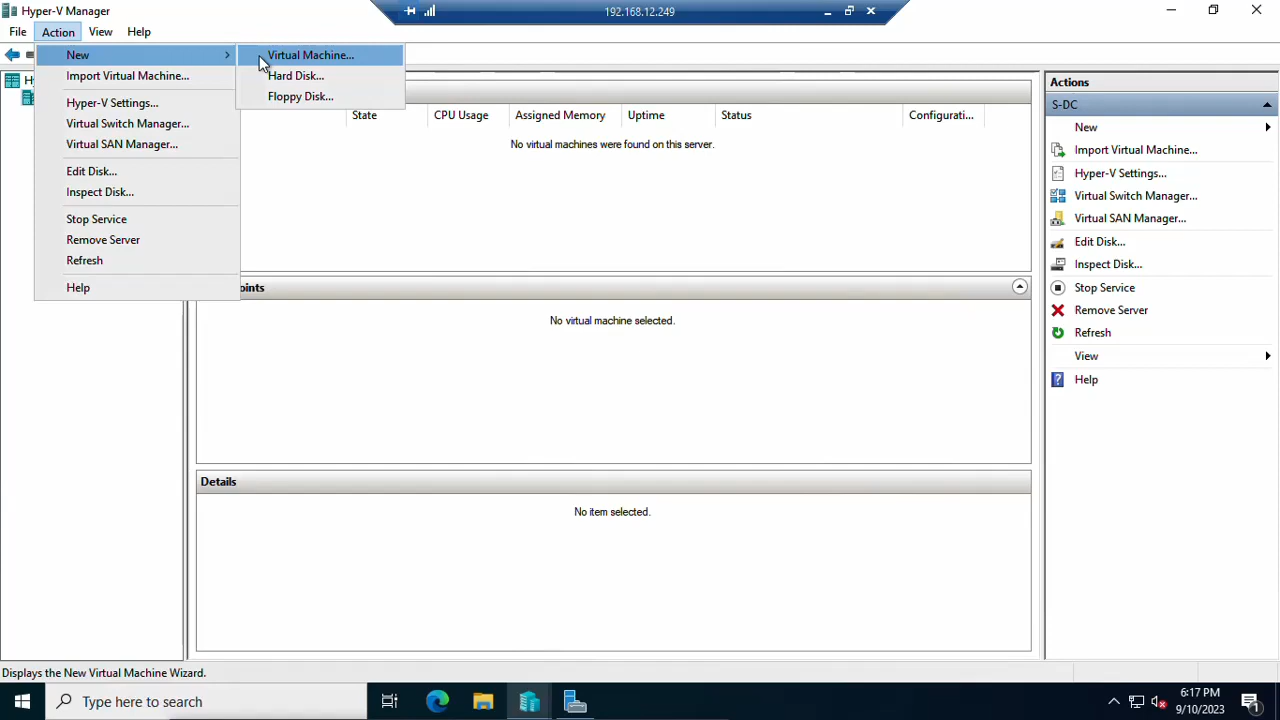 Hyper-V Manager
192.168.12.249
File Action View Help
New
Import Virtual Machine...
Hyper-V Settings...
Virtual Switch Manager...
Virtual SAN Manager...
Edit Disk...
Inspect Disk...
Stop Service
Remove Server
Refresh
Help
Virtual Machine...
Hard Disk...
Floppy Disk...
State CPU Usage Assigned Memory Uptime Status Configurati...
No virtual machines were found on this server.
No virtual machine selected.
Details
No item selected.
Actions
S-DC
New
Import Virtual Machine...
Hyper-V Settings...
Virtual Switch Manager...
Virtual SAN Manager...
Edit Disk...
Inspect Disk...
Stop Service
Remove Server
Refresh
View
Help
Displays the New Virtual Machine Wizard.
Type here to search
6:17 PM
9/10/2023
1